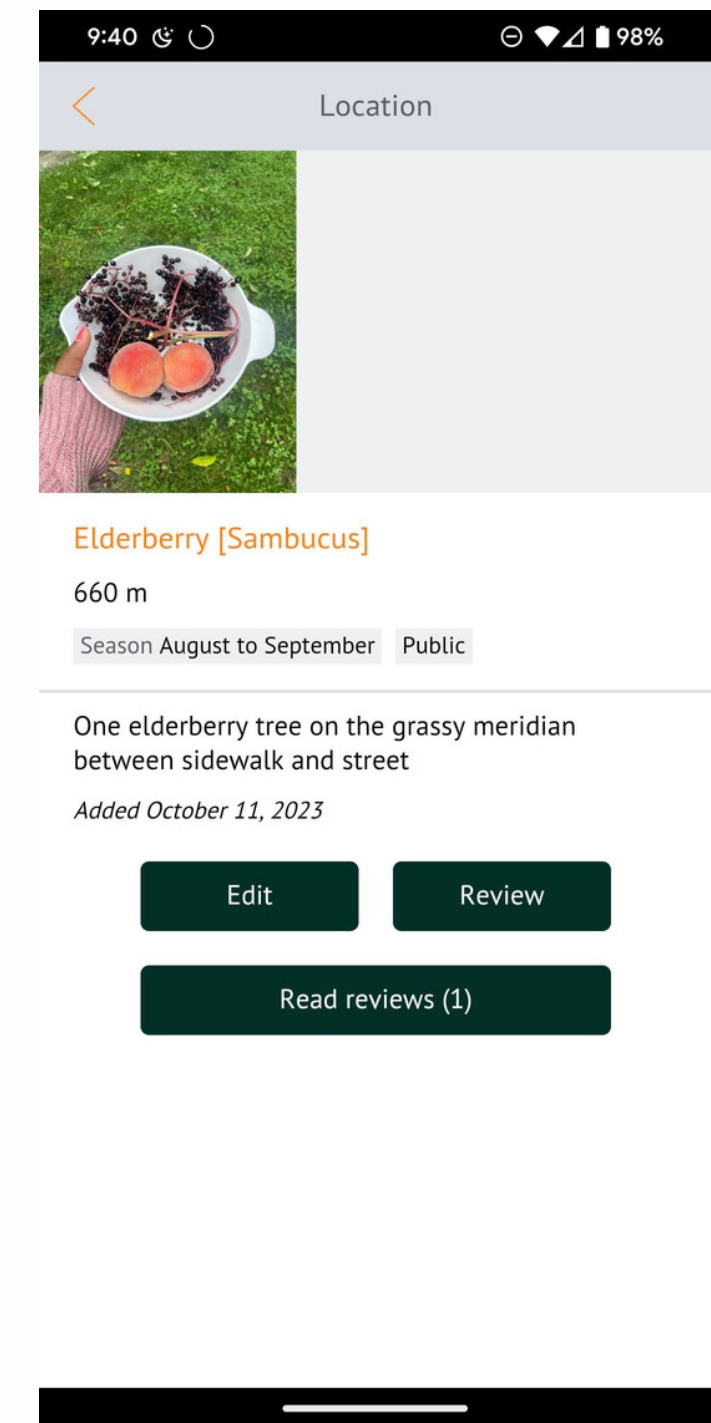 9:40 98%
Location
Elderberry [Sambucus]
660 m
Season August to September Public
One elderberry tree on the grassy meridian
between sidewalk and street
Added October 11, 2023
Edit Review
Read reviews (1)